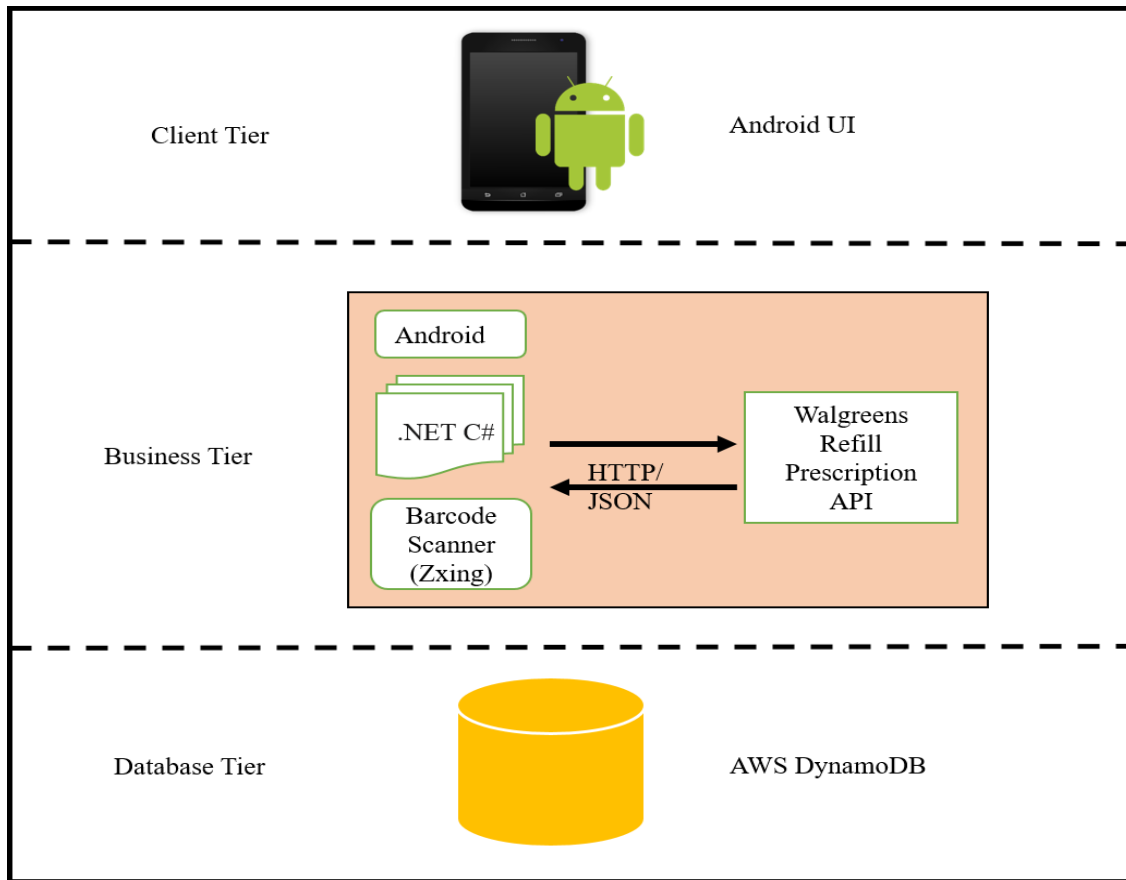 Client Tier
Android UI
Business Tier
Android
.NET C#
Barcode
Scanner
(Zxing)
HTTP/
JSON
Walgreens
Refill
Prescription
API
Database Tier
AWS DynamoDB